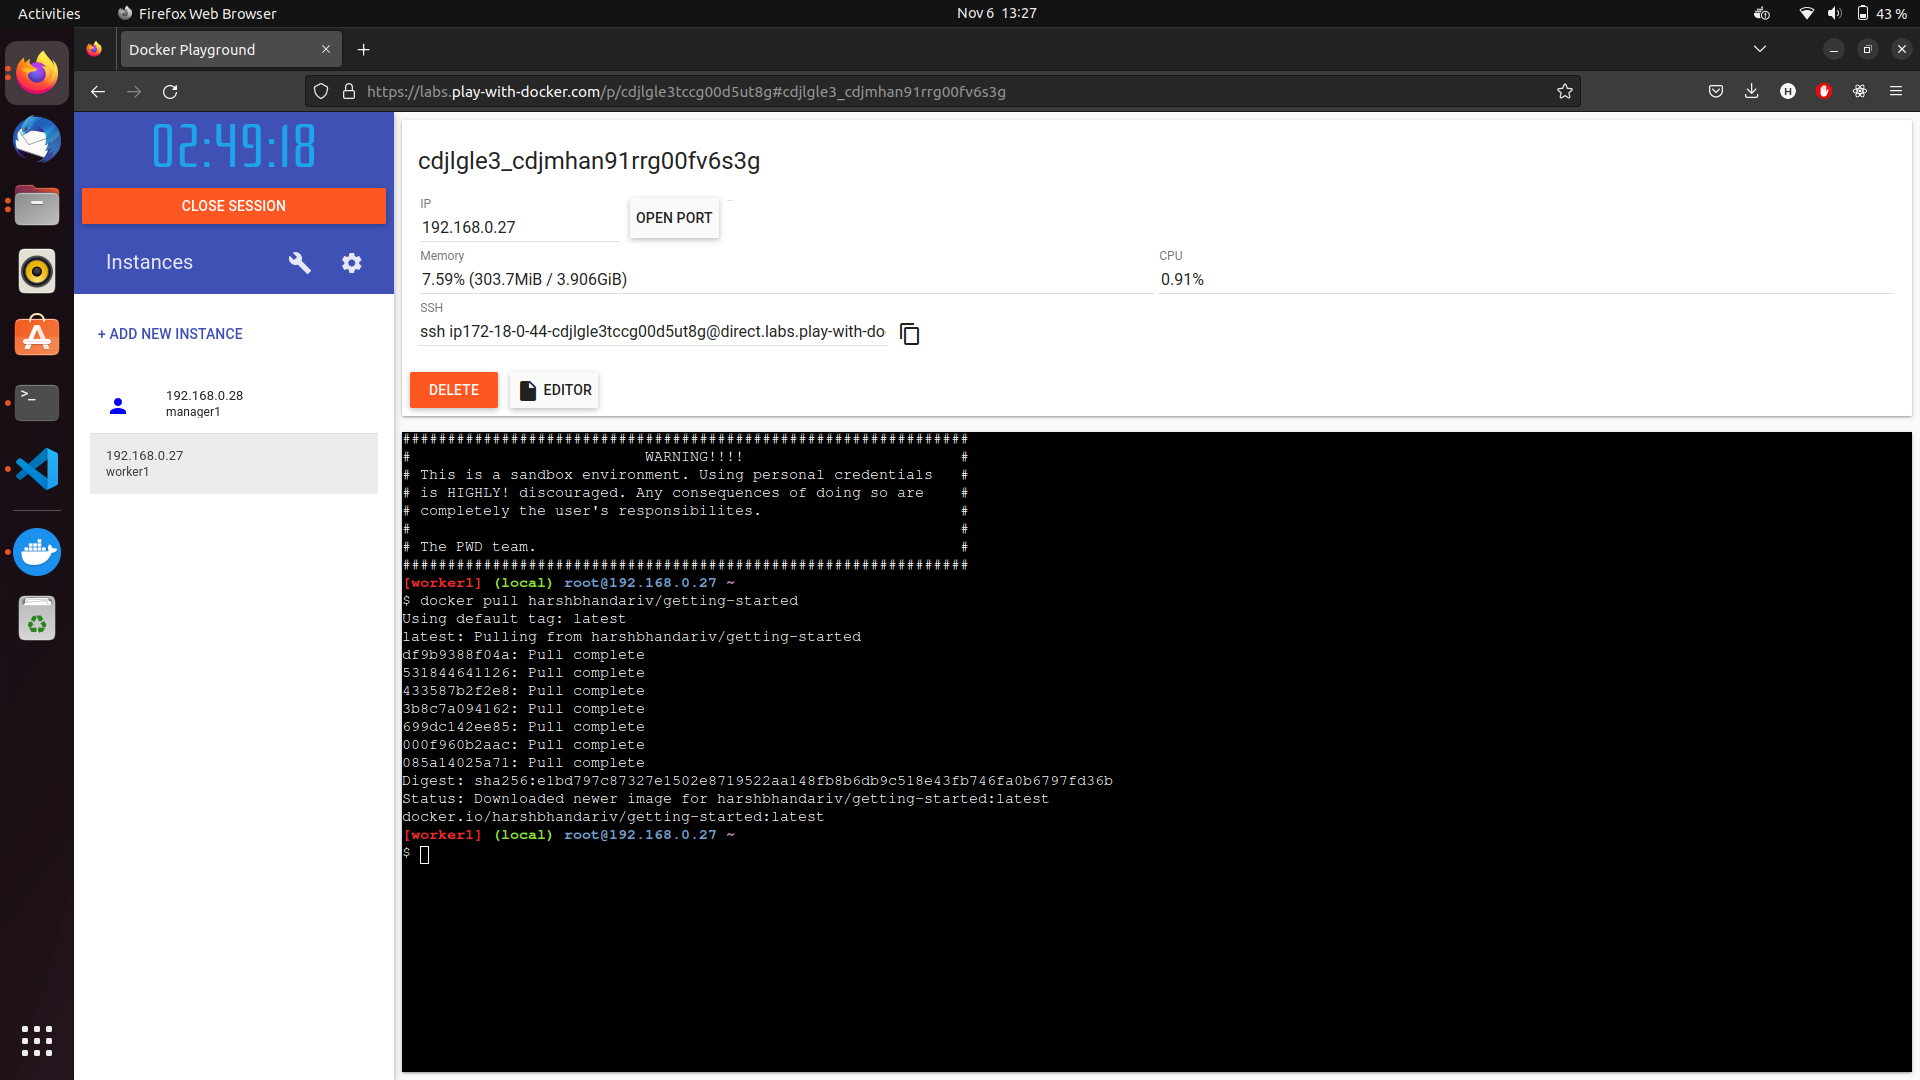 Activities
Firefox Web Browser
Nov 6 13:27
43 %
Docker Playground
https://labs.play-with-docker.com/p/cdjlgle3tccg00d5ut8g#cdjlgle3_cdjmhan91rrg00fv6s3g
H
02:49:18
CLOSE SESSION
Instances
+ ADD NEW INSTANCE
192.168.0.28
manager1
192.168.0.27
worker1
cdjlgle3_cdjmhan91rrg00fv6s3g
IP
192.168.0.27
OPEN PORT
Memory
7.59% (303.7MiB / 3.906GiB)
CPU
0.91%
SSH
ssh ip172-18-0-44-cdjlgle3tccg00d5ut8g@direct.labs.play-with-do
DELETE
EDITOR
###############################################################
# WARNING!!!! #
# This is a sandbox environment. Using personal credentials #
# is HIGHLY! discouraged. Any consequences of doing so are #
# completely the user's responsibilites. #
# #
# The PWD team. #
###############################################################
[worker1] (local) root@192.168.0.27 ~
$ docker pull harshbhandariv/getting-started
Using default tag: latest
latest: Pulling from harshbhandariv/getting-started
df9b9388f04a: Pull complete
531844641126: Pull complete
433587b2f2e8: Pull complete
3b8c7a094162: Pull complete
699dc142ee85: Pull complete
000f960b2aac: Pull complete
085a14025a71: Pull complete
Digest: sha256:e1bd797c87327e1502e8719522aa148fb8b6db9c518e43fb746fa0b6797fd36b
Status: Downloaded newer image for harshbhandariv/getting-started:latest
docker.io/harshbhandariv/getting-started:latest
[worker1] (local) root@192.168.0.27 ~
$